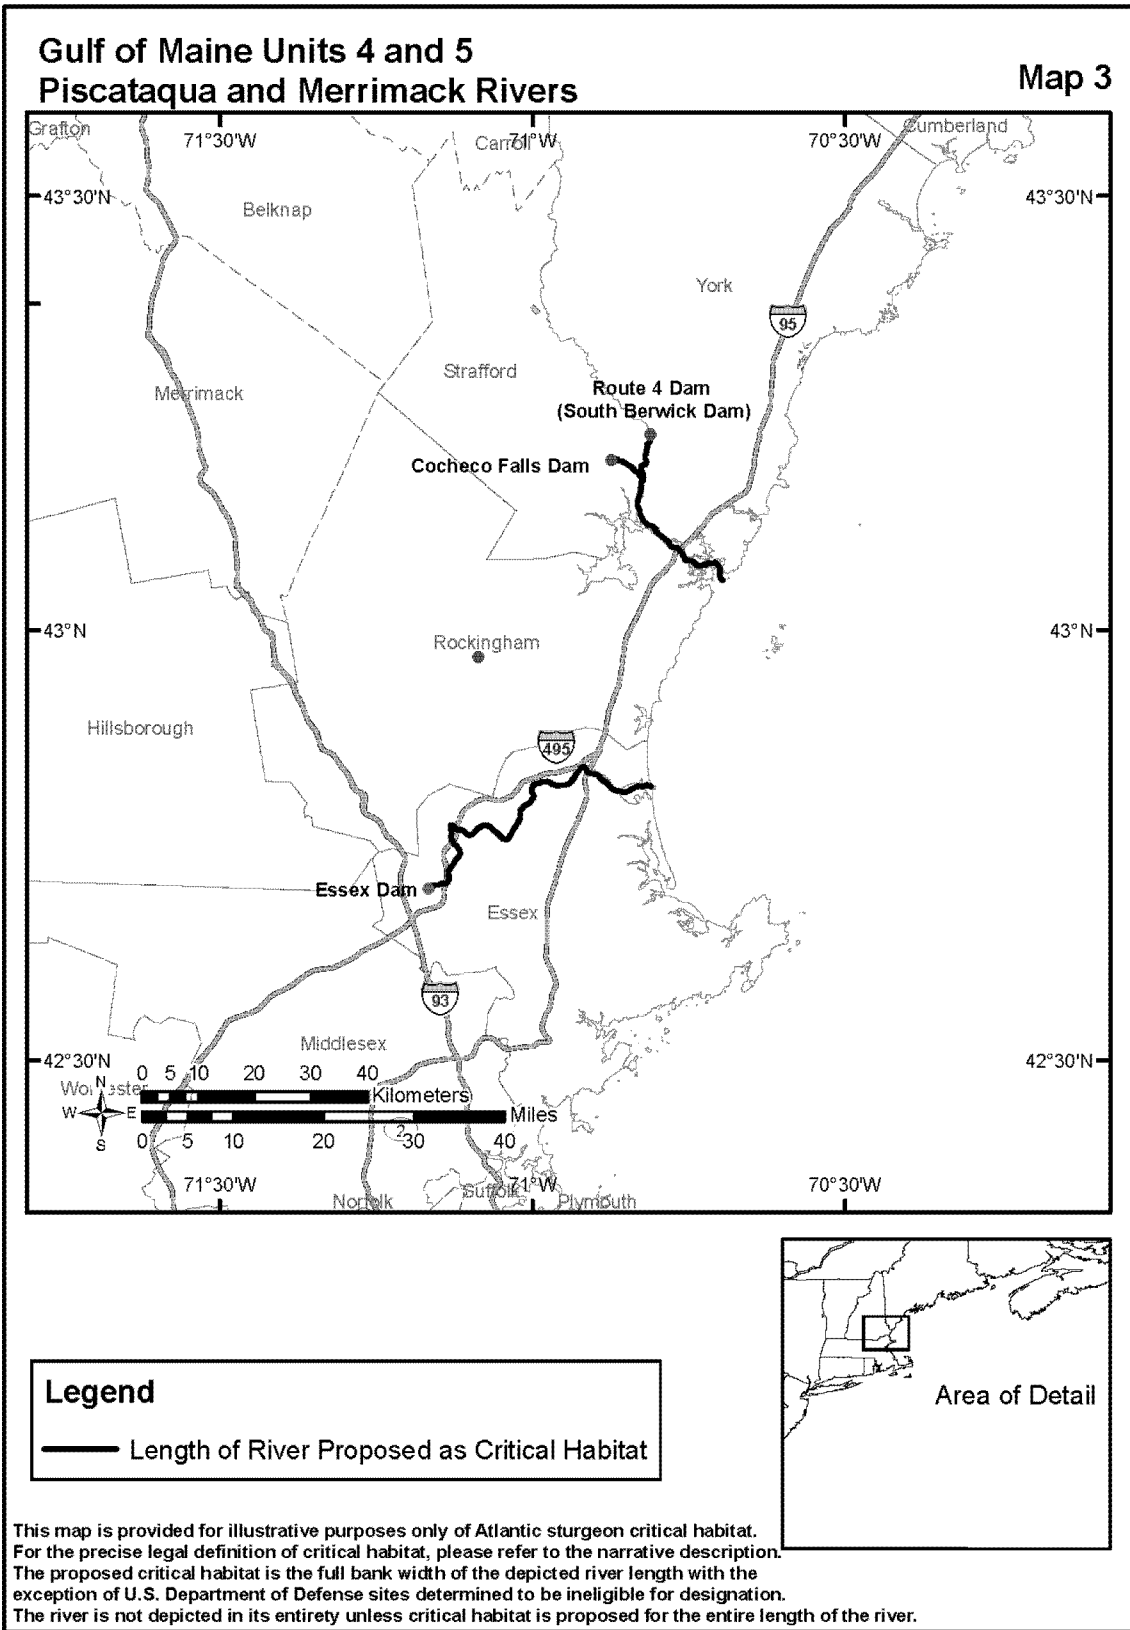 Gulf of Maine Units 4 and 5
Piscataqua and Merrimack Rivers
Map 3
Grafton
71°30'W
Carroll
71°W
70°30'W
Cumberland
43°30'N
43°30'N
Belknap
York
95
Strafford
Merrimack
Route 4 Dam
(South Berwick Dam)
Cocheco Falls Dam
43°N
43°N
Rockingham
Hillsborough
495
Essex Dam
Essex
93
Middlesex
42°30'N
42°30'N
0 5 10 20 30 40
Kilometers
Worcester
N
W E
S
Miles
0 5 10 20 30 40
2
71°30'W
71°W
70°30'W
Norfolk
Suffolk
Plymouth
Legend
Length of River Proposed as Critical Habitat
Area of Detail
This map is provided for illustrative purposes only of Atlantic sturgeon critical habitat.
For the precise legal definition of critical habitat, please refer to the narrative description.
The proposed critical habitat is the full bank width of the depicted river length with the
exception of U.S. Department of Defense sites determined to be ineligible for designation.
The river is not depicted in its entirety unless critical habitat is proposed for the entire length of the river.